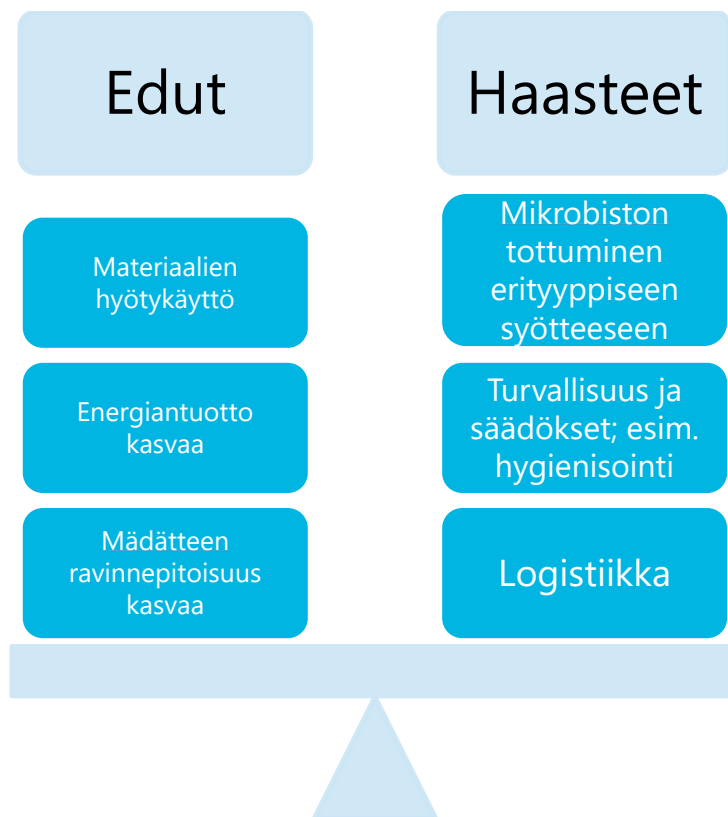 Edut
Materiaalien
hyötykäyttö
Energiantuotto
kasvaa
Mädätteen
ravinnepitoisuus
kasvaa
Haasteet
Mikrobiston
tottuminen
erityyppiseen
syötteeseen
Turvallisuus ja
säädökset; esim.
hygienisointi
Logistiikka